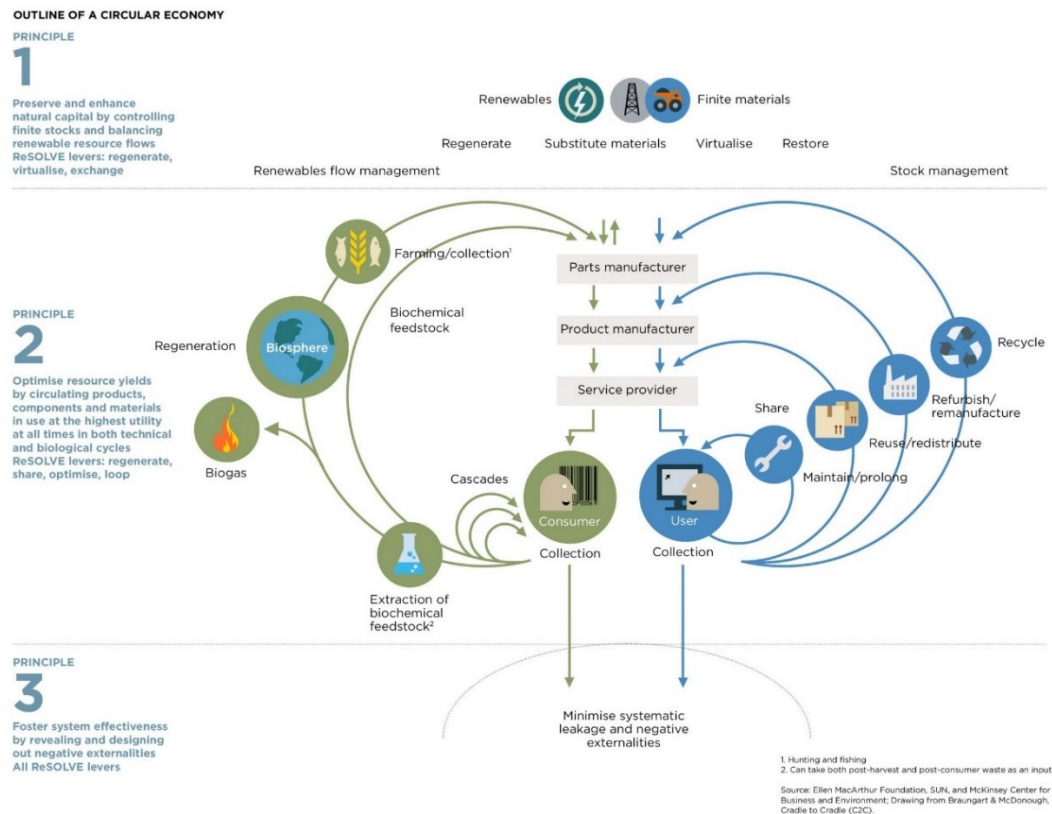 OUTLINE OF A CIRCULAR ECONOMY
PRINCIPLE
1
Preserve and enhance
natural capital by controlling
finite stocks and balancing
renewable resource flows
ReSOLVE levers: regenerate,
virtualise, exchange
Renewables
Finite materials
Regenerate
Substitute materials
Virtualise
Restore
Renewables flow management
Stock management
PRINCIPLE
2
Optimise resource yields
by circulating products,
components and materials
in use at the highest utility
at all times in both technical
and biological cycles
ReSOLVE levers: regenerate,
share, optimise, loop
Farming/collection¹
Biochemical
feedstock
Regeneration
Biosphere
Biogas
Cascades
Extraction of
biochemical
feedstock²
Parts manufacturer
Product manufacturer
Service provider
Consumer
Collection
User
Collection
Share
Maintain/prolong
Reuse/redistribute
Refurbish/
remanufacture
Recycle
PRINCIPLE
3
Foster system effectiveness
by revealing and designing
out negative externalities
All ReSOLVE levers
Minimise systematic
leakage and negative
externalities
1. Hunting and fishing
2. Can take both post-harvest and post-consumer waste as an input
Source: Ellen MacArthur Foundation, SUN, and McKinsey Center for
Business and Environment; Drawing from Braungart & McDonough,
Cradle to Cradle (C2C).